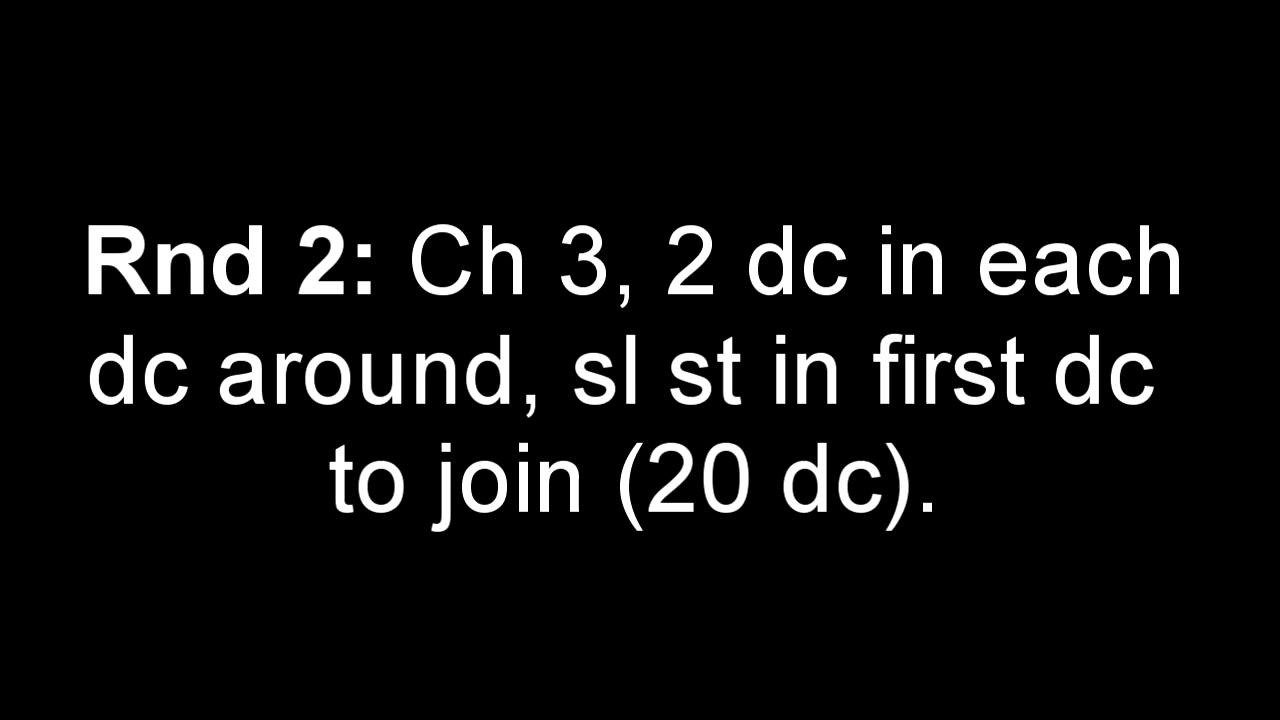 Rnd 2: Ch 3, 2 dc in each
dc around, sl st in first dc
to join (20 dc).